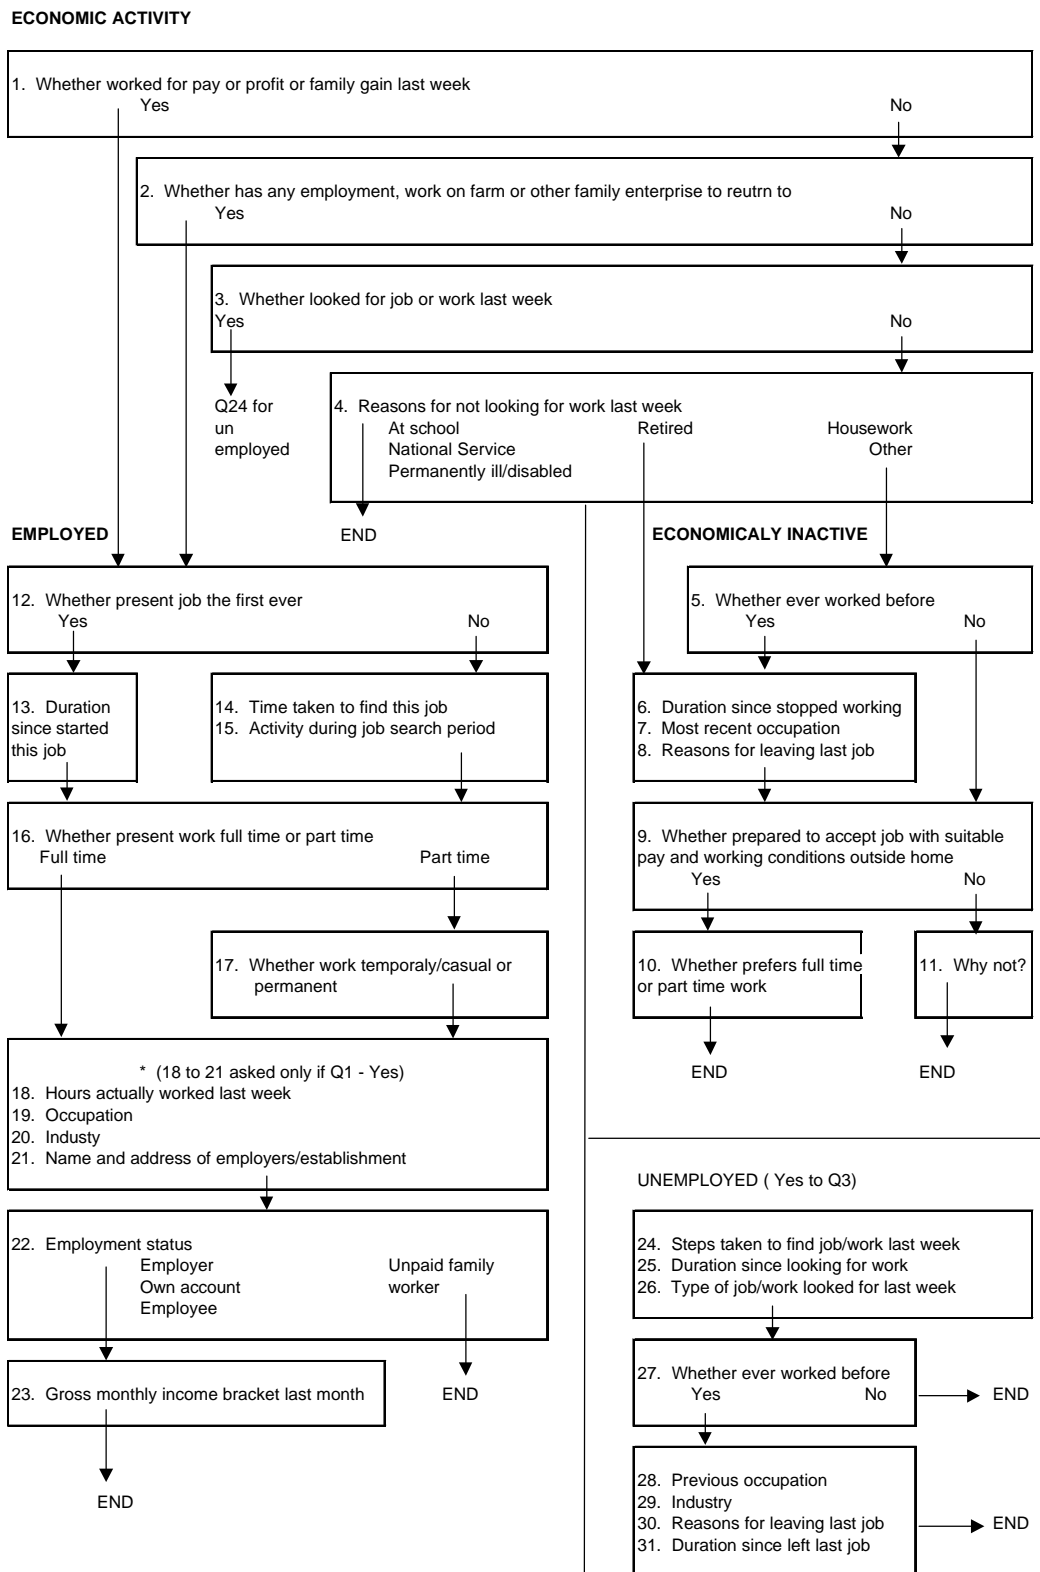 ECONOMIC ACTIVITY
1. Whether worked for pay or profit or family gain last week
Yes No
2. Whether has any employment, work on farm or other family enterprise to reutrn to
Yes No
3. Whether looked for job or work last week
Yes No
Q24 for
un
employed
4. Reasons for not looking for work last week
At school Retired Housework
National Service Other
Permanently ill/disabled
END
EMPLOYED
ECONOMICALY INACTIVE
12. Whether present job the first ever
Yes No
5. Whether ever worked before
Yes No
13. Duration
since started
this job
14. Time taken to find this job
15. Activity during job search period
6. Duration since stopped working
7. Most recent occupation
8. Reasons for leaving last job
16. Whether present work full time or part time
Full time Part time
9. Whether prepared to accept job with suitable
pay and working conditions outside home
Yes No
17. Whether work temporaly/casual or
permanent
10. Whether prefers full time
or part time work
11. Why not?
END END
* (18 to 21 asked only if Q1 - Yes)
18. Hours actually worked last week
19. Occupation
20. Industy
21. Name and address of employers/establishment
UNEMPLOYED ( Yes to Q3)
22. Employment status
Employer Unpaid family
Own account worker
Employee
24. Steps taken to find job/work last week
25. Duration since looking for work
26. Type of job/work looked for last week
23. Gross monthly income bracket last month
END
END
27. Whether ever worked before
Yes No END
28. Previous occupation
29. Industry
30. Reasons for leaving last job END
31. Duration since left last job